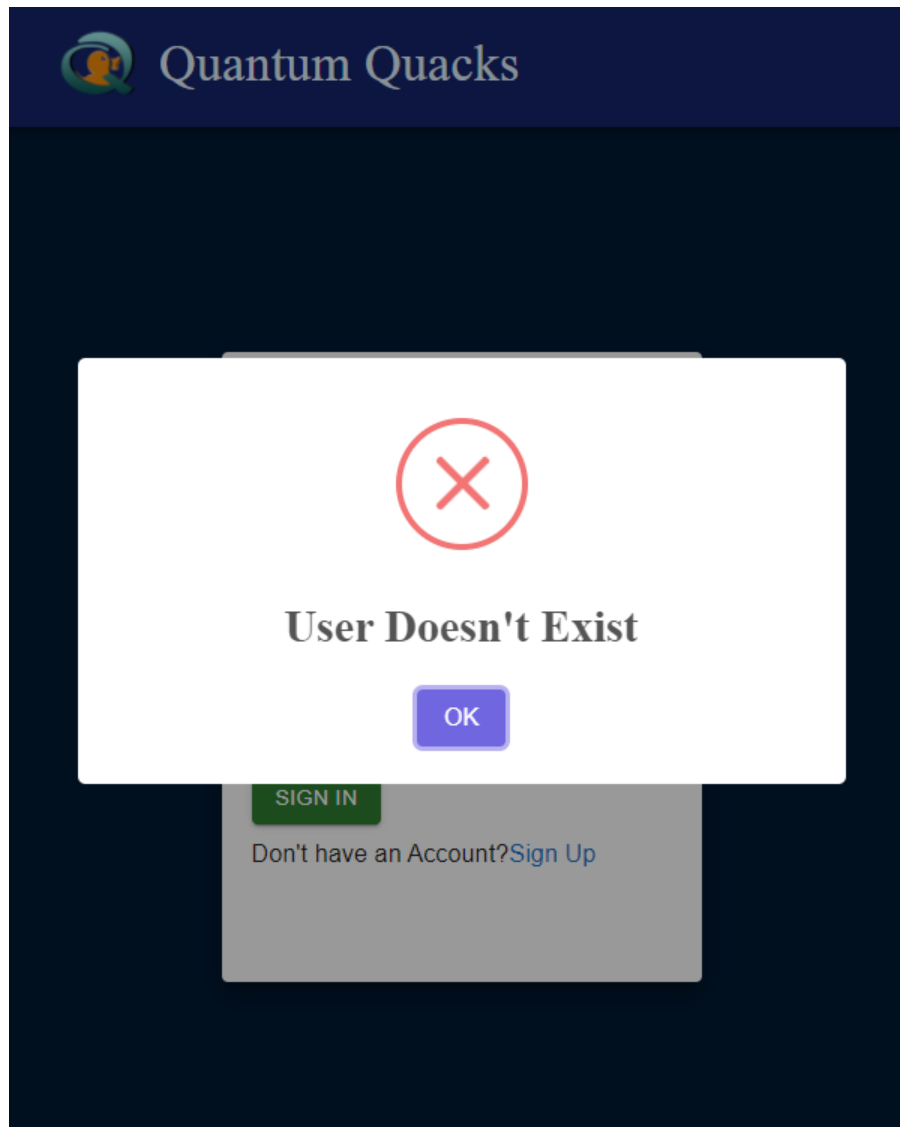 Quantum Quacks
User Doesn't Exist
OK
SIGN IN
Don't have an Account?Sign Up